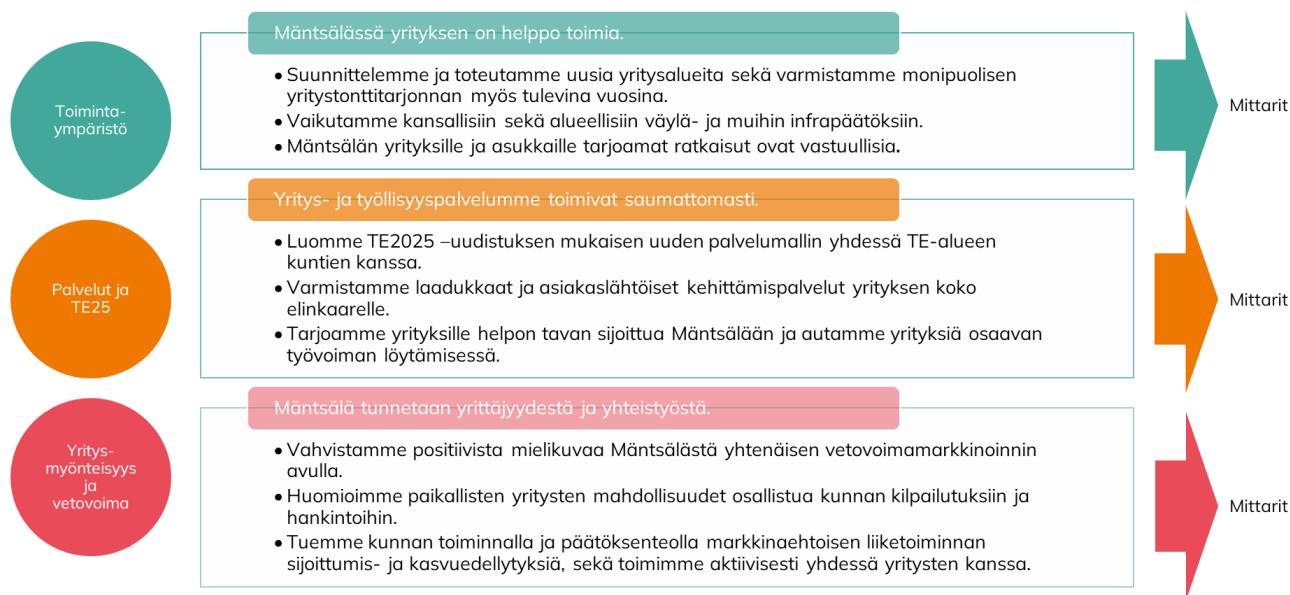 Toiminta-
ympäristö
Mäntsälässä yrityksen on helppo toimia.
• Suunnittelemme ja toteutamme uusia yritysalueita sekä varmistamme monipuolisen
yritystonttitarjonnan myös tulevina vuosina.
• Vaikutamme kansallisiin sekä alueellisiin väylä- ja muihin infrapäätöksiin.
• Mäntsälän yrityksille ja asukkaille tarjoamat ratkaisut ovat vastuullisia.
Mittarit
Palvelut ja
TE25
Yritys- ja työllisyyspalvelumme toimivat saumattomasti.
• Luomme TE2025 –uudistuksen mukaisen uuden palvelumallin yhdessä TE-alueen
kuntien kanssa.
• Varmistamme laadukkaat ja asiakaslähtöiset kehittämispalvelut yrityksen koko
elinkaarelle.
• Tarjoamme yrityksille helpon tavan sijoittua Mäntsälään ja autamme yrityksiä osaavan
työvoiman löytämisessä.
Mittarit
Yritys-
myönteisyys
ja
vetovoima
Mäntsälä tunnetaan yrittäjyydestä ja yhteistyöstä.
• Vahvistamme positiivista mielikuvaa Mäntsälästä yhtenäisen vetovoimamarkkinoinnin
avulla.
• Huomioimme paikallisten yritysten mahdollisuudet osallistua kunnan kilpailutuksiin ja
hankintoihin.
• Tuemme kunnan toiminnalla ja päätöksenteolla markkinaehtoisen liiketoiminnan
sijoittumis- ja kasvuedellytyksiä, sekä toimimme aktiivisesti yhdessä yritysten kanssa.
Mittarit